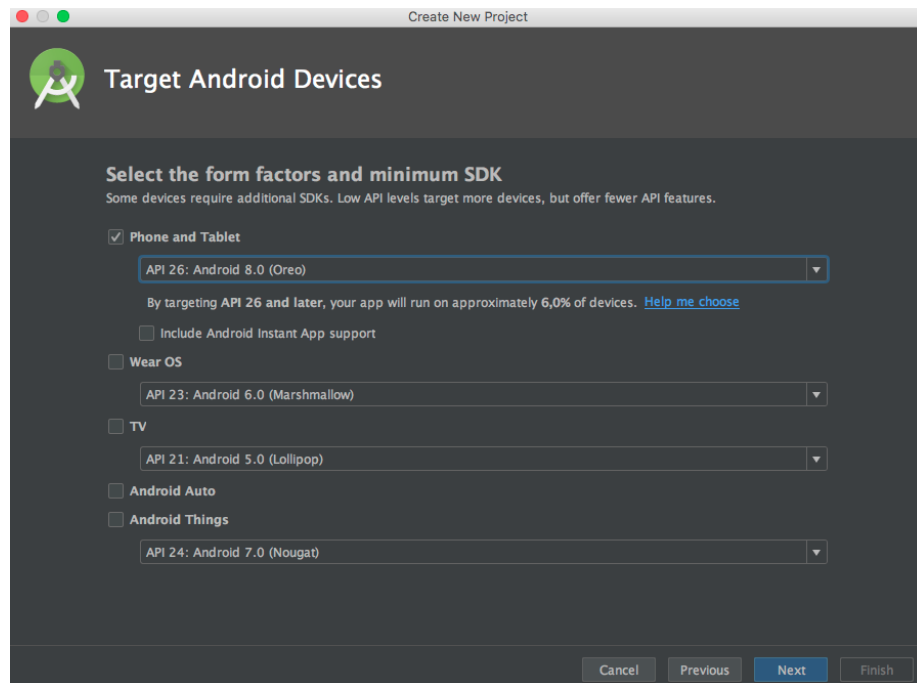 Create New Project
Target Android Devices
Select the form factors and minimum SDK
Some devices require additional SDKs. Low API levels target more devices, but offer fewer API features.
Phone and Tablet
API 26: Android 8.0 (Oreo)
By targeting API 26 and later, your app will run on approximately 6,0% of devices. Help me choose
Include Android Instant App support
Wear OS
API 23: Android 6.0 (Marshmallow)
TV
API 21: Android 5.0 (Lollipop)
Android Auto
Android Things
API 24: Android 7.0 (Nougat)
Cancel Previous Next Finish